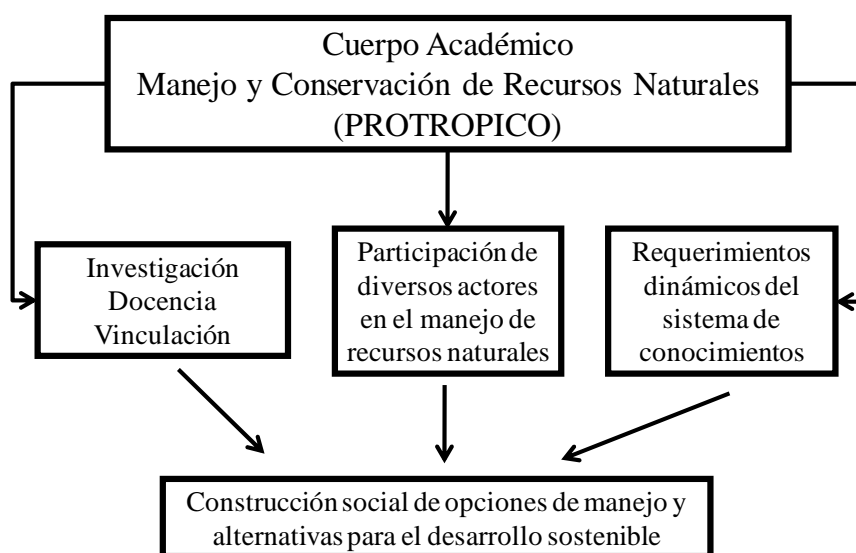 Cuerpo Académico
Manejo y Conservación de Recursos Naturales
(PROTROPICO)
Investigación
Docencia
Vinculación
Participación de
diversos actores
en el manejo de
recursos naturales
Requerimientos
dinámicos del
sistema de
conocimientos
Construcción social de opciones de manejo y
alternativas para el desarrollo sostenible